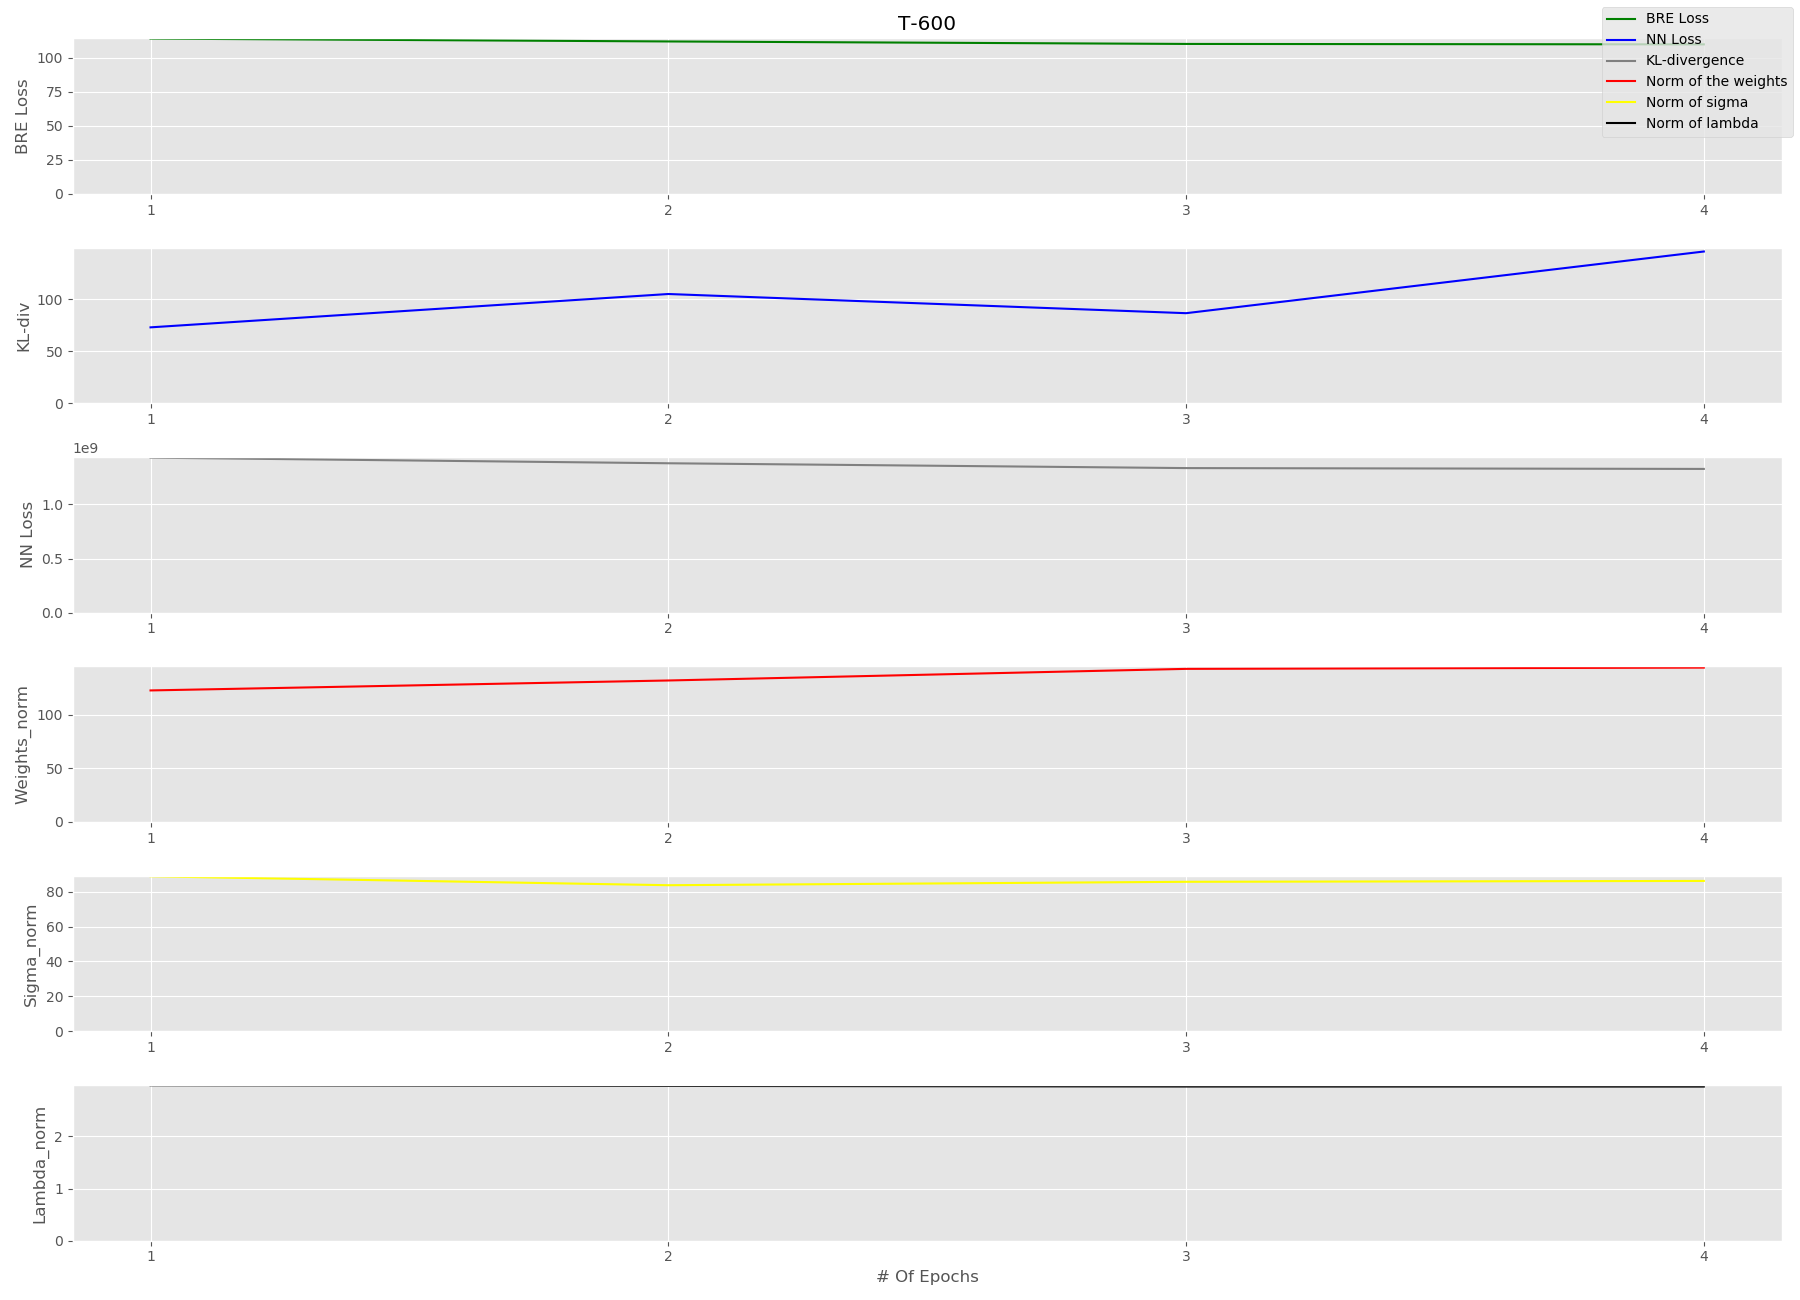 T-600
BRE Loss
NN Loss
KL-divergence
Norm of the weights
Norm of sigma
Norm of lambda
BRE Loss
100
75
50
25
0
1 2 3 4
KL-div
100
50
0
1 2 3 4
1e9
NN Loss
1.0
0.5
0.0
1 2 3 4
Weights_norm
100
50
0
1 2 3 4
Sigma_norm
80
60
40
20
0
1 2 3 4
Lambda_norm
2
1
0
1 2 3 4
# Of Epochs